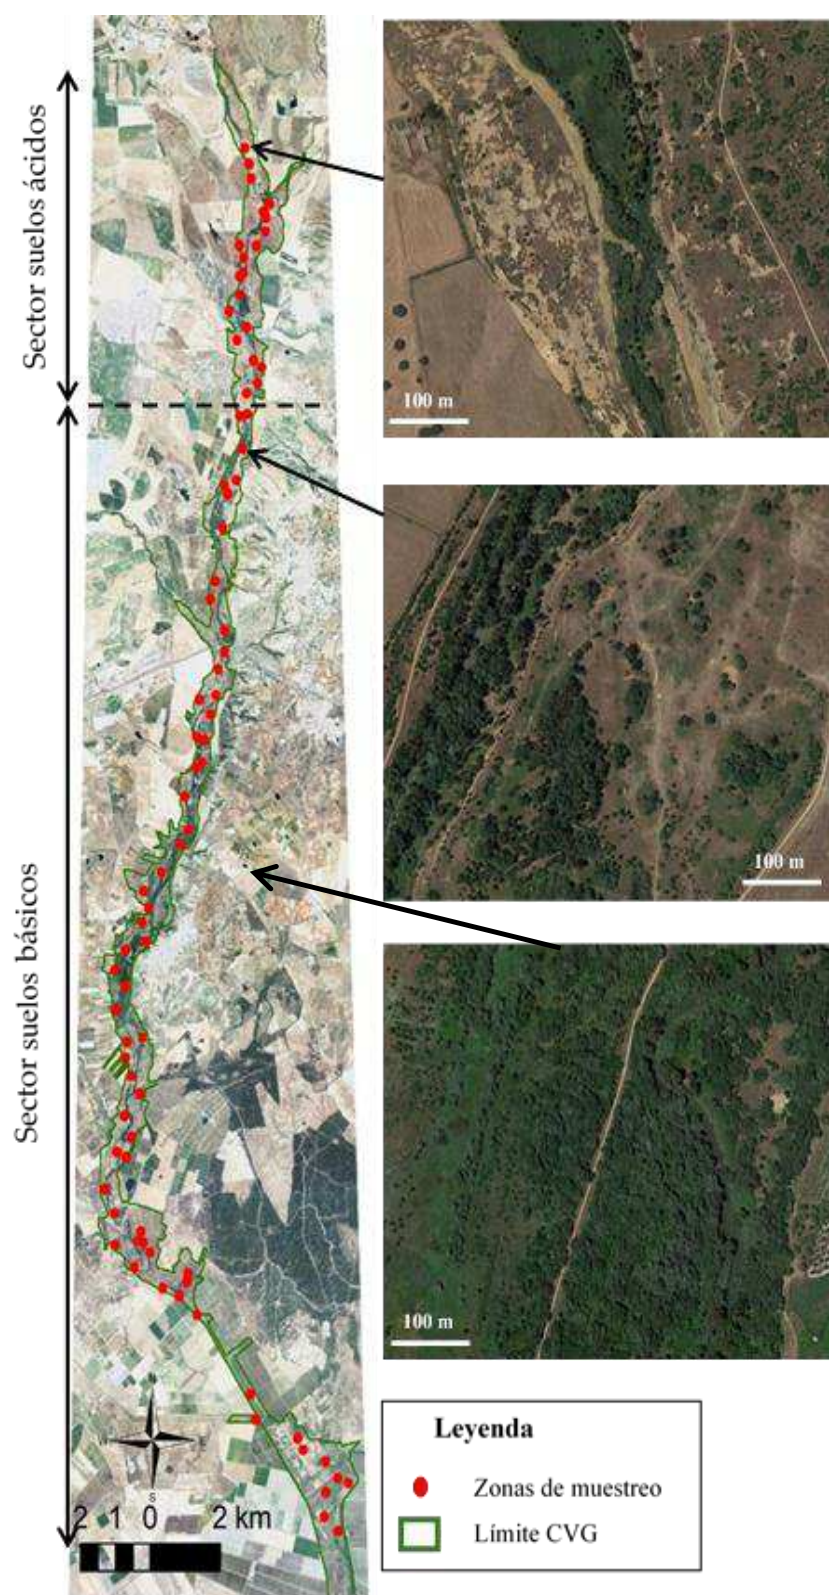 Sector suelos ácidos
100 m
Sector suelos básicos
100 m
100 m
S
2 1 0 2 km
Leyenda
Zonas de muestreo
Límite CVG